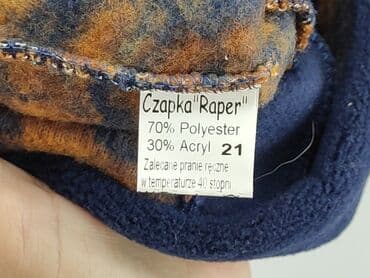 Czapka"Raper"
70% Polyester
30% Acryl 21
Zalecane pranie ręczne
w temperaturze 40 stopni